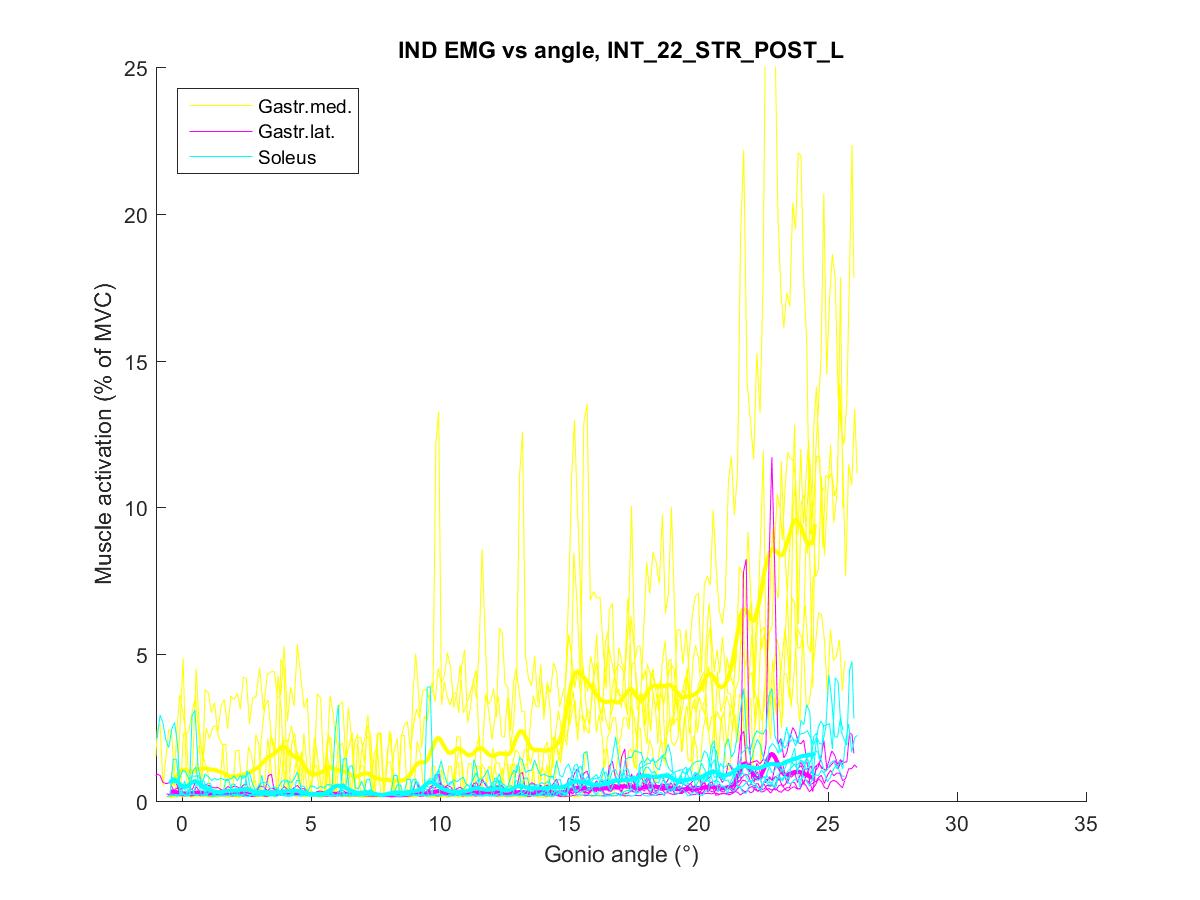 IND EMG vs angle, INT_22_STR_POST_L
25
20
15
10
5
0
Muscle activation (% of MVC)
Gastr.med.
Gastr.lat.
Soleus
0 5 10 15 20 25 30 35
Gonio angle (°)